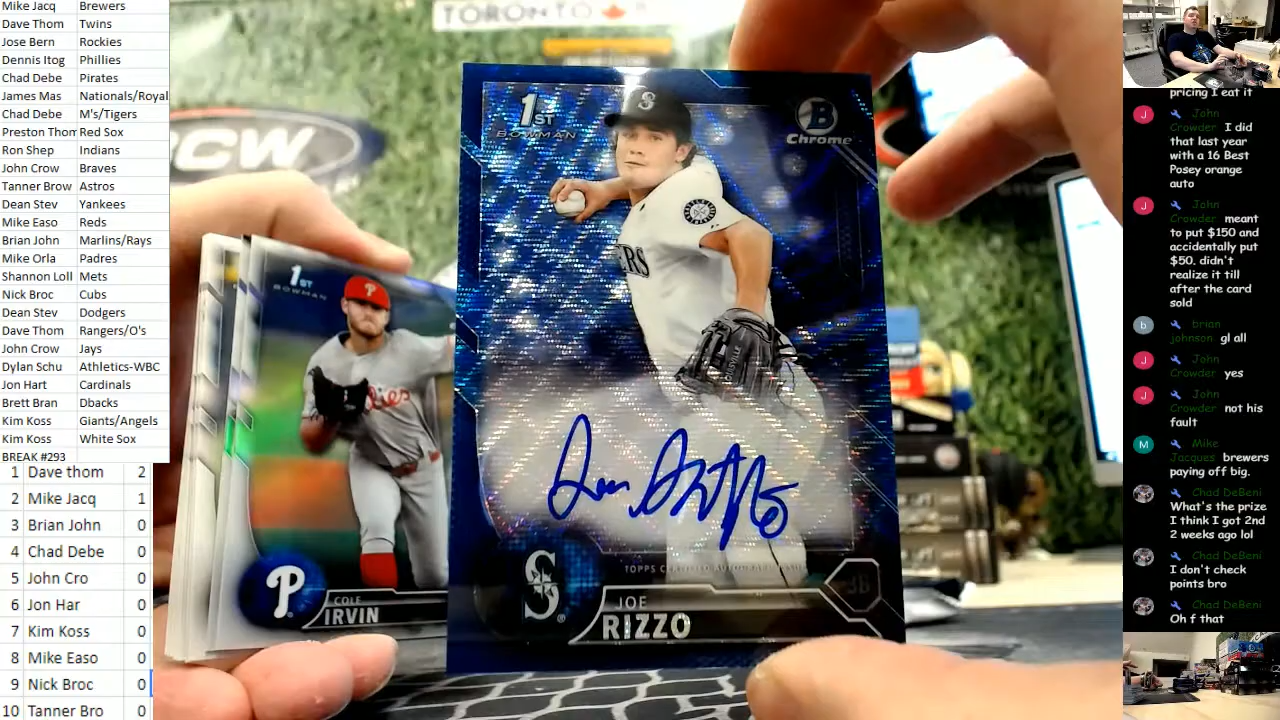 Mike Jacq Brewers
Dave Thom Twins
Jose Bern Rockies
Dennis Itog Phillies
Chad Debe Pirates
James Mas Nationals/Royal
Chad Debe M's/Tigers
Preston Thom Red Sox
Ron Shep Indians
John Crow Braves
Tanner Brow Astros
Dean Stev Yankees
Mike Easo Reds
Brian John Marlins/Rays
Mike Orla Padres
Shannon Loll Mets
Nick Broc Cubs
Dean Stev Dodgers
Dave Thom Rangers/O's
John Crow Jays
Dylan Schu Athletics-WBC
Jon Hart Cardinals
Brett Bran Dbacks
Kim Koss Giants/Angels
Kim Koss White Sox
BREAK #293
1 Dave thom 2
2 Mike Jacq 1
3 Brian John 0
4 Chad Debe 0
5 John Cro 0
6 Jon Har 0
7 Kim Koss 0
8 Mike Easo 0
9 Nick Broc 0
10 Tanner Bro 0
TORONTO
CW
1ST
BOWMAN
P
COLE
IRVIN
1ST
BOWMAN
B
Chrome
S
RS
TOPPS CERTIFIED AUTOGRAPH ISSUE
3B
S
JOE
RIZZO
pricing I eat it
J John
Crowder I did
that last year
with a 16 Best
Posey orange
auto
J John
Crowder meant
to put $150 and
accidentally put
$50. didn't
realize it till
after the card
sold
b brian
johnson gl all
J John
Crowder yes
J John
Crowder not his
fault
M Mike
Jacques brewers
paying off big.
Chad DeBeni
What's the prize
I think I got 2nd
2 weeks ago lol
Chad DeBeni
I don't check
points bro
Chad DeBeni
Oh f that